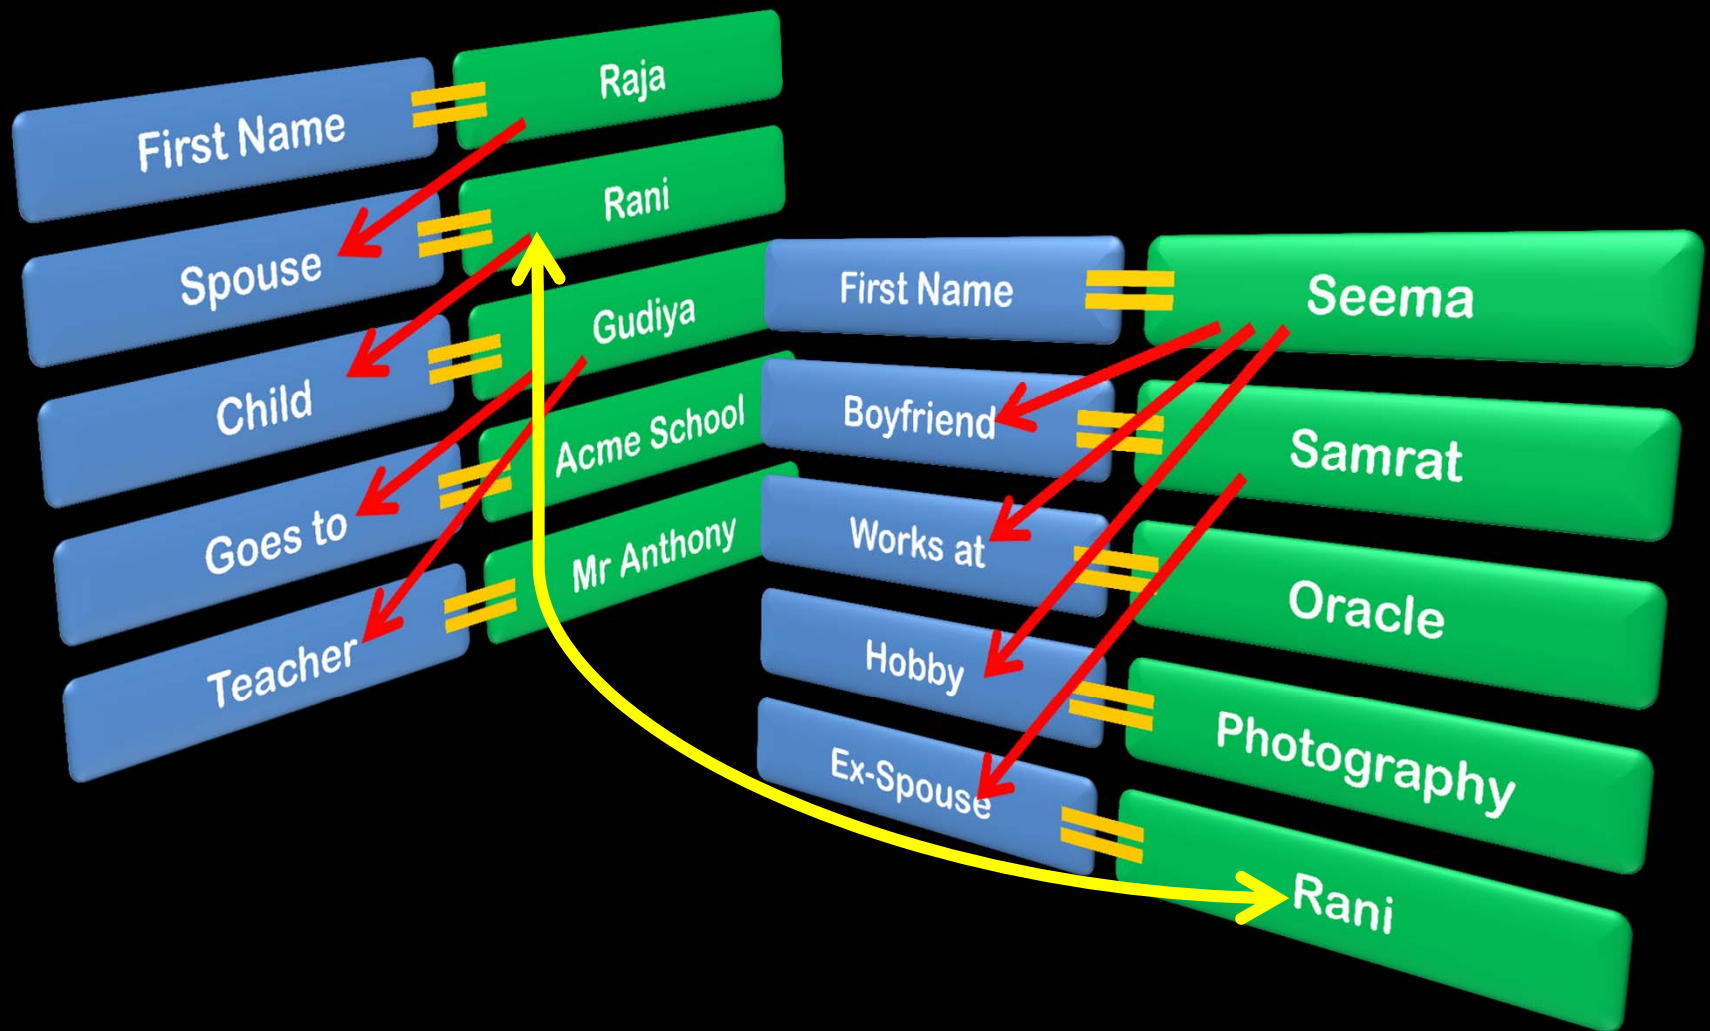 First Name
Raja
Spouse
Rani
Child
Gudiya
Goes to
Acme School
Teacher
Mr Anthony
First Name
Seema
Boyfriend
Samrat
Works at
Oracle
Hobby
Photography
Ex-Spouse
Rani